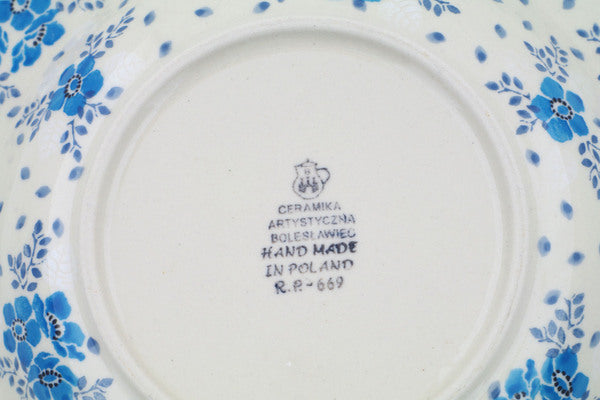 CERAMIKA
ARTYSTYCZNA
BOLESŁAWIEC
HAND MADE
IN POLAND
R.P.-669